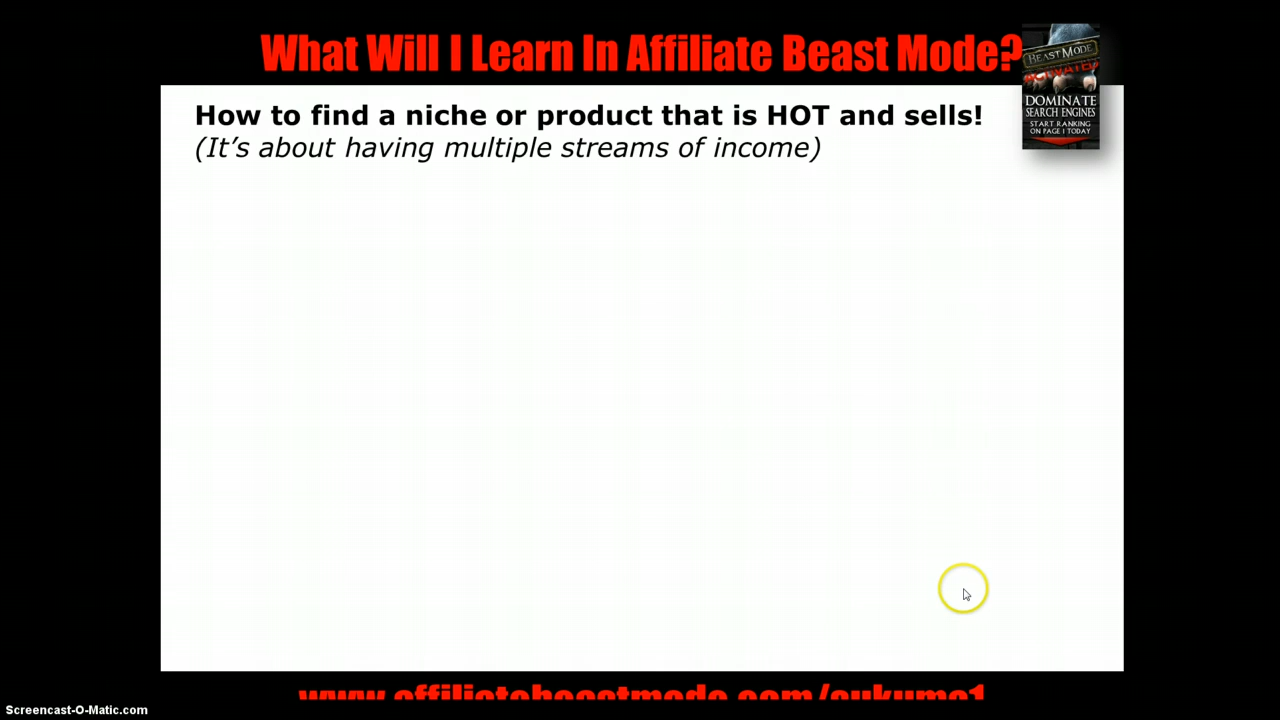 What Will I Learn In Affiliate Beast Mode?
BEAST MODE
ACTIVATED
DOMINATE
SEARCH ENGINES
START RANKING
ON PAGE 1 TODAY
How to find a niche or product that is HOT and sells!
(It's about having multiple streams of income)
Screencast-O-Matic.com